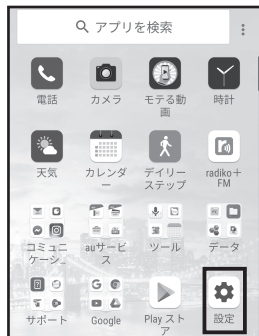 アプリを検索
電話
カメラ
モテる動
画
時計
天気
カレンダ
ー
デイリー
ステップ
radiko＋
FM
コミュニ
ケーシ...
auサービ
ス
ツール
データ
サポート
Google
Play スト
ア
設定